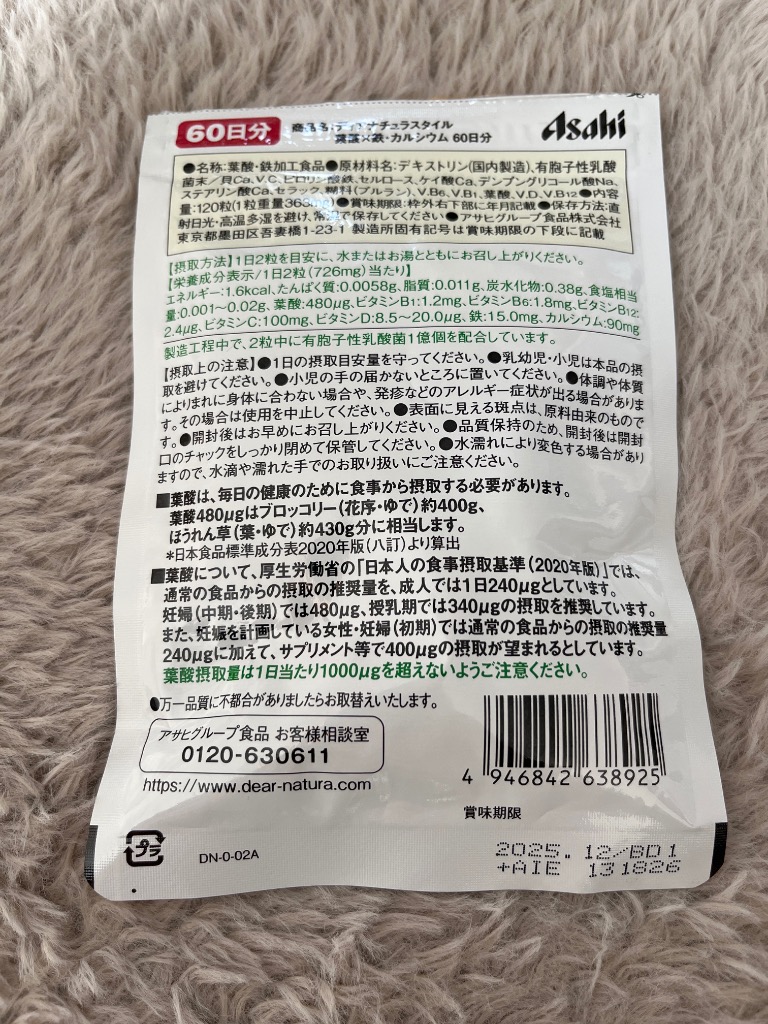 60日分
商品名:ディアナチュラスタイル
葉酸×鉄・カルシウム 60日分
Asahi
●名称:葉酸・鉄加工食品●原材料名:デキストリン(国内製造)、有胞子性乳酸
菌末/貝Ca、V.C、ピロリン酸鉄、セルロース、ケイ酸Ca、デンプングリコール酸Na、
ステアリン酸Ca、セラック、糊料(プルラン)、V.B6、V.B1、葉酸、V.D、V.B12●内容
量:120粒(1粒重量363mg)●賞味期限:枠外右下部に年月記載●保存方法:直
射日光・高温多湿を避け、常温で保存してください●アサヒグループ食品株式会社
東京都墨田区吾妻橋1-23-1 製造所固有記号は賞味期限の下段に記載
【摂取方法】1日2粒を目安に、水またはお湯とともにお召し上がりください。
【栄養成分表示/1日2粒(726mg)当たり】
エネルギー:1.6kcal、たんぱく質:0.0058g、脂質:0.011g、炭水化物:0.38g、食塩相当
量:0.001〜0.02g、葉酸:480μg、ビタミンB1:1.2mg、ビタミンB6:1.8mg、ビタミンB12:
2.4μg、ビタミンC:100mg、ビタミンD:8.5〜20.0μg、鉄:15.0mg、カルシウム:90mg
製造工程中で、2粒中に有胞子性乳酸菌1億個を配合しています。
【摂取上の注意】●1日の摂取目安量を守ってください。●乳幼児・小児は本品の摂
取を避けてください。●小児の手の届かないところに置いてください。●体調や体質
によりまれに身体に合わない場合や、発疹などのアレルギー症状が出る場合がありま
す。その場合は使用を中止してください。●表面に見える斑点は、原料由来のもので
す。●開封後はお早めにお召し上がりください。●品質保持のため、開封後は開封
口のチャックをしっかり閉めて保管してください。●水濡れにより変色する場合があり
ますので、水滴や濡れた手でのお取り扱いにご注意ください。
■葉酸は、毎日の健康のために食事から摂取する必要があります。
葉酸480μgはブロッコリー(花序・ゆで)約400g、
ほうれん草(葉・ゆで)約430g分に相当します。
*日本食品標準成分表2020年版(八訂)より算出
■葉酸について、厚生労働省の「日本人の食事摂取基準(2020年版)」では、
通常の食品からの摂取の推奨量を、成人では1日240μgとしています。
妊婦(中期・後期)では480μg、授乳期では340μgの摂取を推奨しています。
また、妊娠を計画している女性・妊婦(初期)では通常の食品からの摂取の推奨量
240μgに加えて、サプリメント等で400μgの摂取が望まれるとしています。
葉酸摂取量は1日当たり1000μgを超えないようご注意ください。
●万一品質に不都合がありましたらお取替えいたします。
アサヒグループ食品 お客様相談室
0120-630611
https://www.dear-natura.com
4 946842 638925
賞味期限
プラ
DN-0-02A
2025. 12/BD1
+AIE 131826